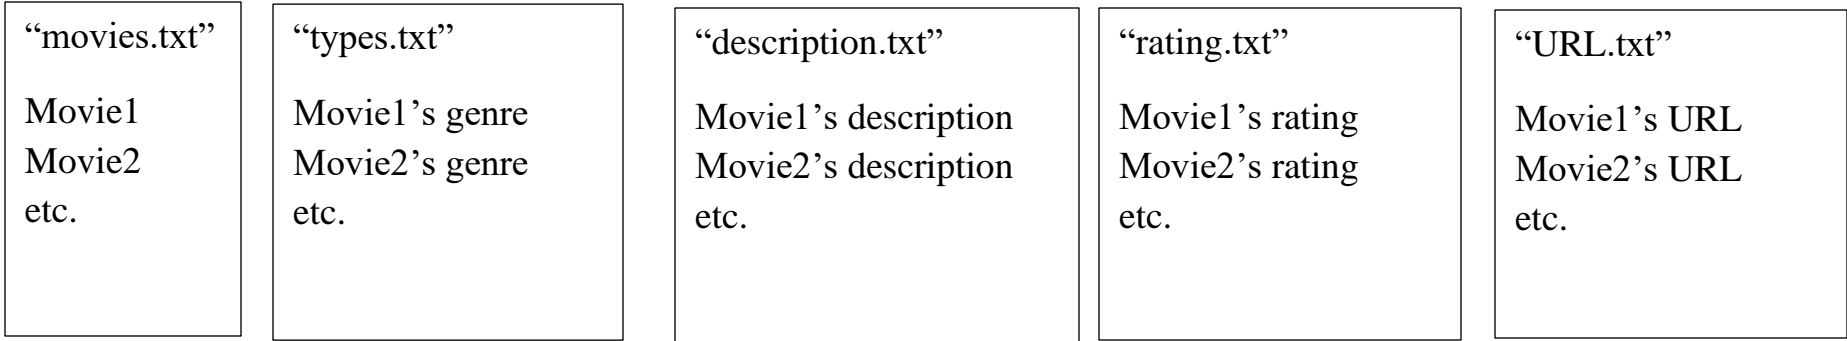 “movies.txt”
Movie1
Movie2
etc.
“types.txt”
Movie1’s genre
Movie2’s genre
etc.
“description.txt”
Movie1’s description
Movie2’s description
etc.
“rating.txt”
Movie1’s rating
Movie2’s rating
etc.
“URL.txt”
Movie1’s URL
Movie2’s URL
etc.